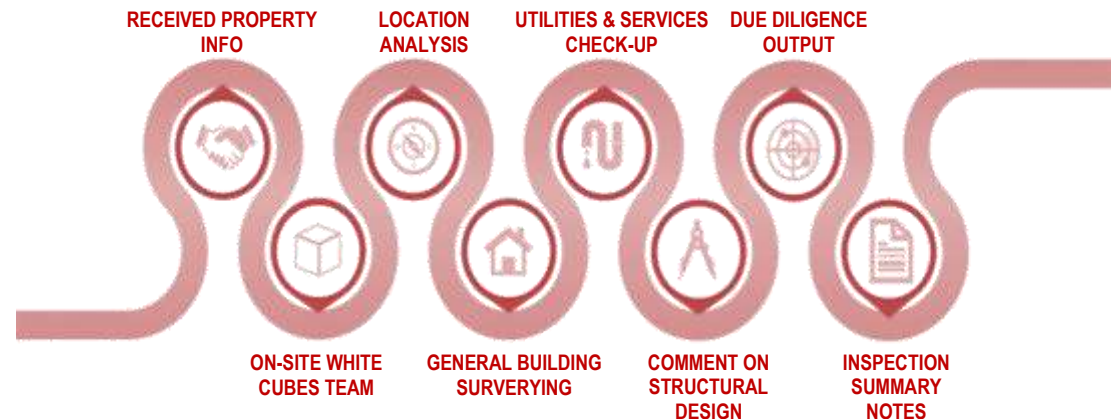 RECEIVED PROPERTY
INFO
LOCATION
ANALYSIS
UTILITIES & SERVICES
CHECK-UP
DUE DILIGENCE
OUTPUT
ON-SITE WHITE
CUBES TEAM
GENERAL BUILDING
SURVERYING
COMMENT ON
STRUCTURAL
DESIGN
INSPECTION
SUMMARY
NOTES